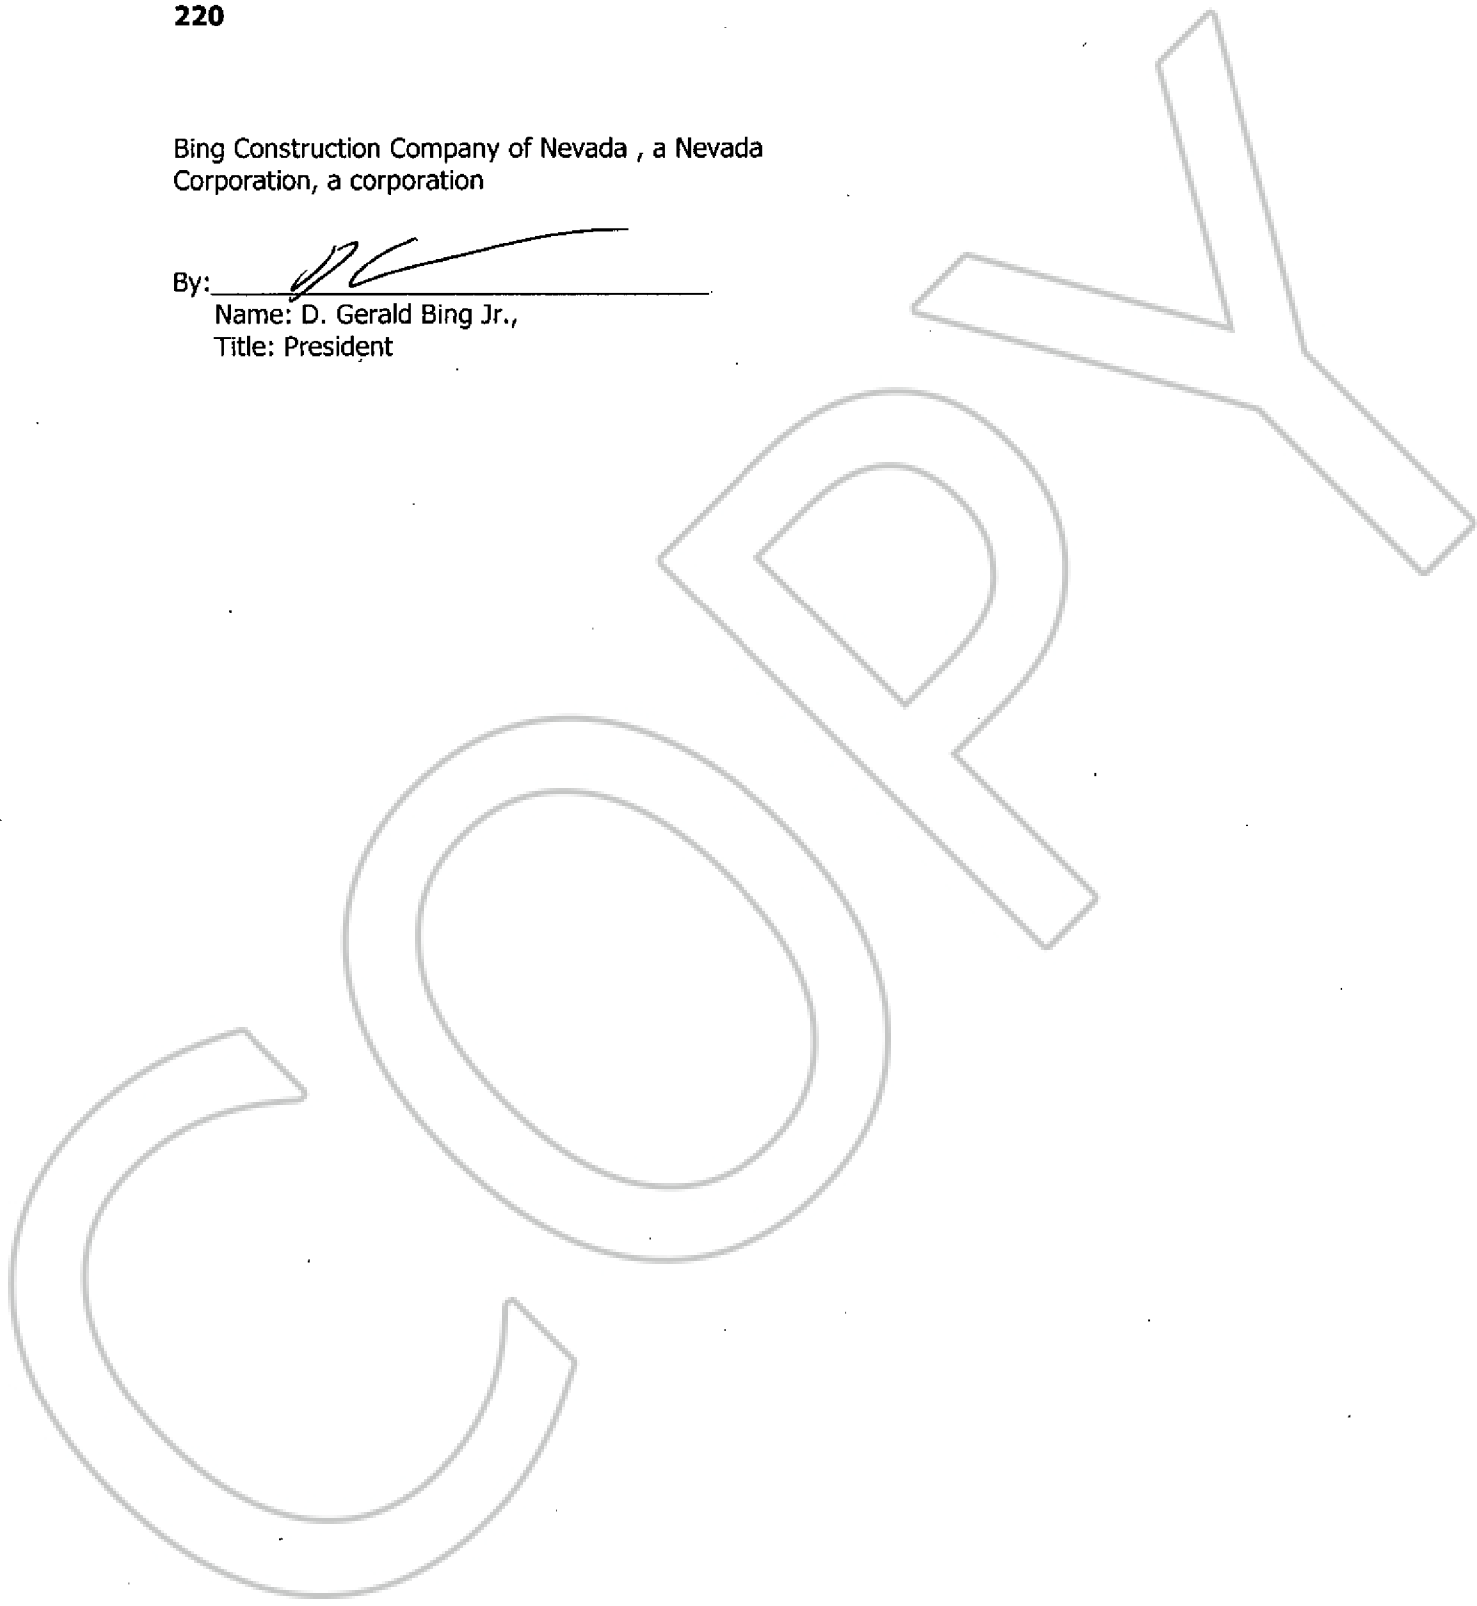 220
Bing Construction Company of Nevada , a Nevada
Corporation, a corporation
By:
Name: D. Gerald Bing Jr.,
Title: President
COPY